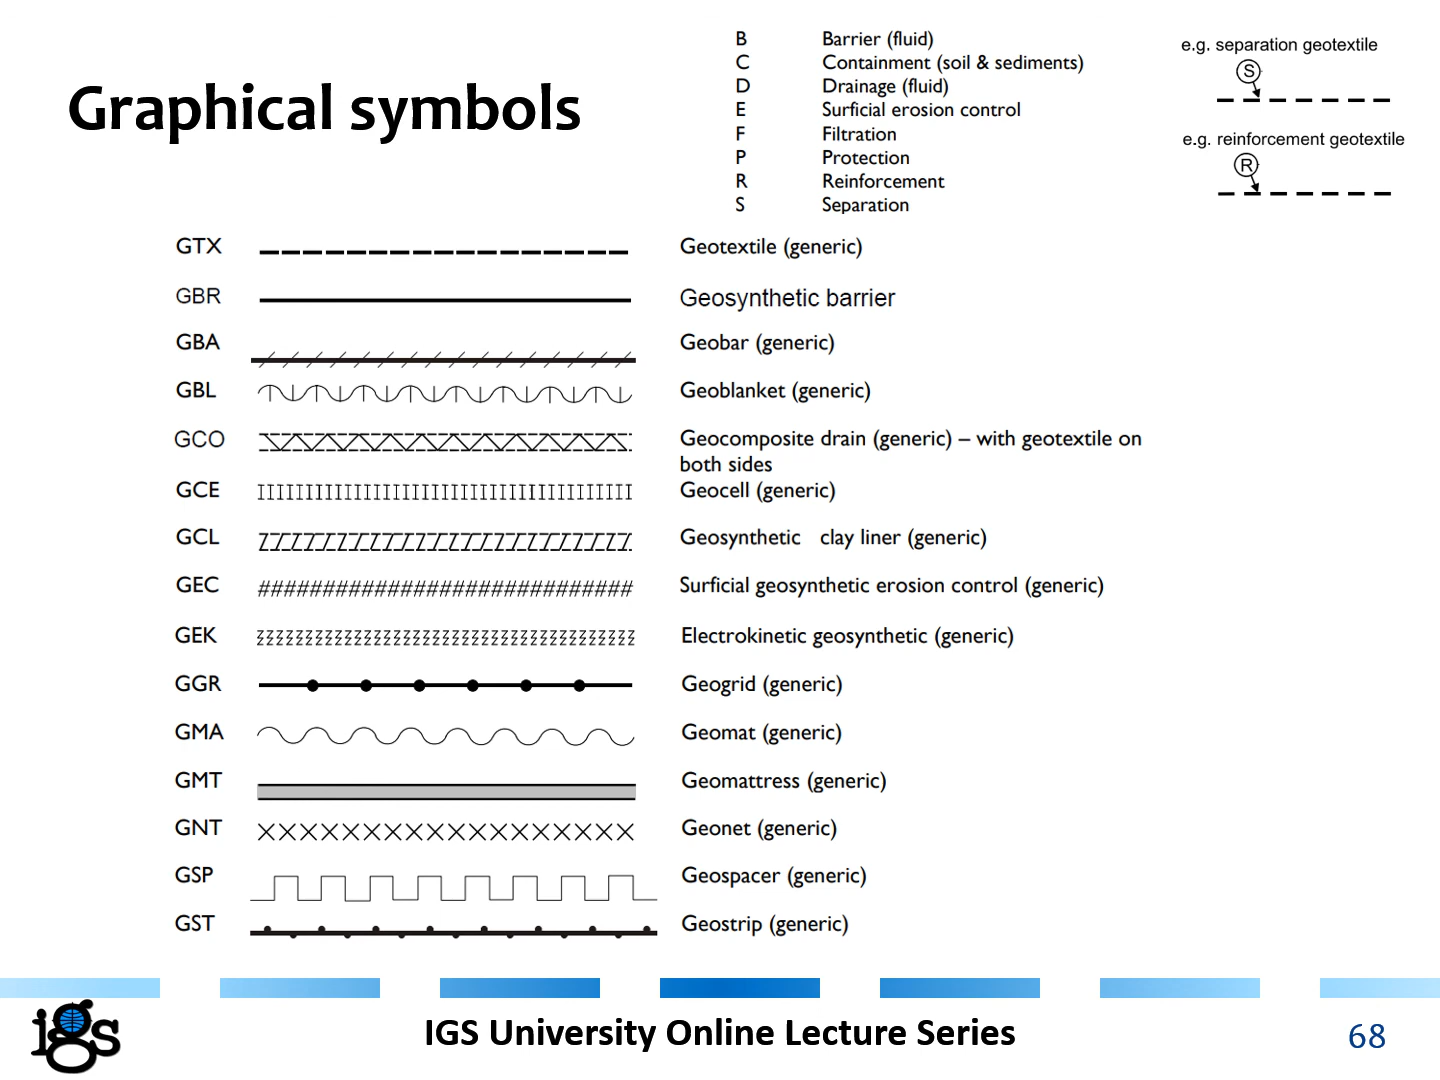 Graphical symbols
B Barrier (fluid)
C Containment (soil & sediments)
D Drainage (fluid)
E Surficial erosion control
F Filtration
P Protection
R Reinforcement
S Separation
e.g. separation geotextile
S
e.g. reinforcement geotextile
R
GTX Geotextile (generic)
GBR Geosynthetic barrier
GBA Geobar (generic)
GBL Geoblanket (generic)
GCO Geocomposite drain (generic) – with geotextile on
both sides
GCE Geocell (generic)
GCL Geosynthetic clay liner (generic)
GEC Surficial geosynthetic erosion control (generic)
GEK Electrokinetic geosynthetic (generic)
GGR Geogrid (generic)
GMA Geomat (generic)
GMT Geomattress (generic)
GNT Geonet (generic)
GSP Geospacer (generic)
GST Geostrip (generic)
igs
IGS University Online Lecture Series
68